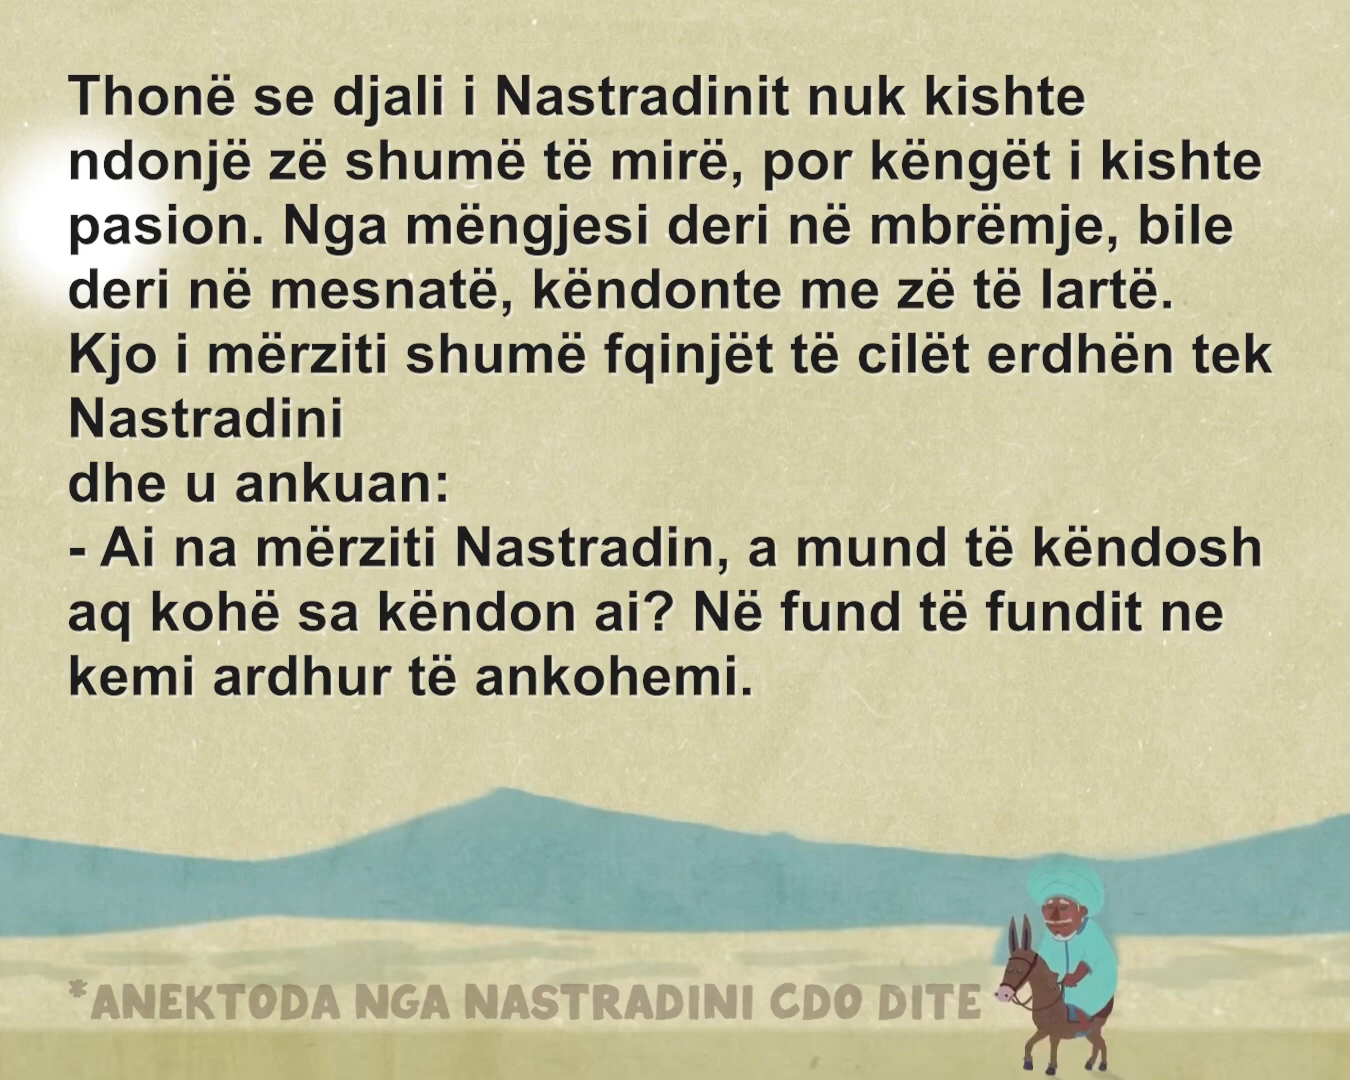 Thonë se djali i Nastradinit nuk kishte
ndonjë zë shumë të mirë, por këngët i kishte
pasion. Nga mëngjesi deri në mbrëmje, bile
deri në mesnatë, këndonte me zë të lartë.
Kjo i mërziti shumë fqinjët të cilët erdhën tek
Nastradini
dhe u ankuan:
- Ai na mërziti Nastradin, a mund të këndosh
aq kohë sa këndon ai? Në fund të fundit ne
kemi ardhur të ankohemi.
*ANEKTODA NGA NASTRADINI CDO DITE